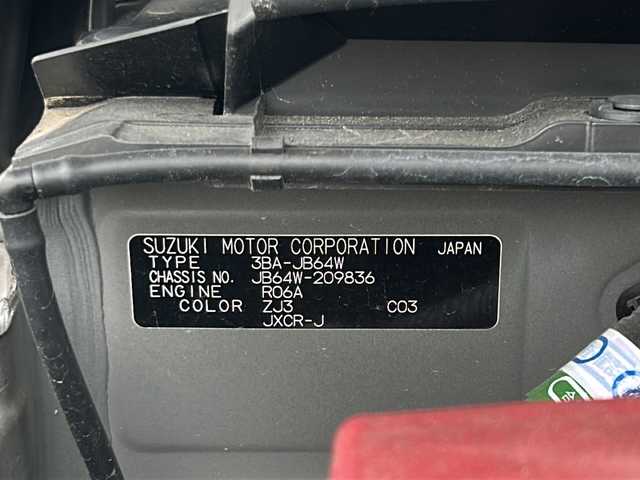 SUZUKI MOTOR CORPORATION JAPAN
TYPE 3BA-JB64W
CHASSIS NO. JB64W-209836
ENGINE R06A
COLOR ZJ3 C03
JXCR-J